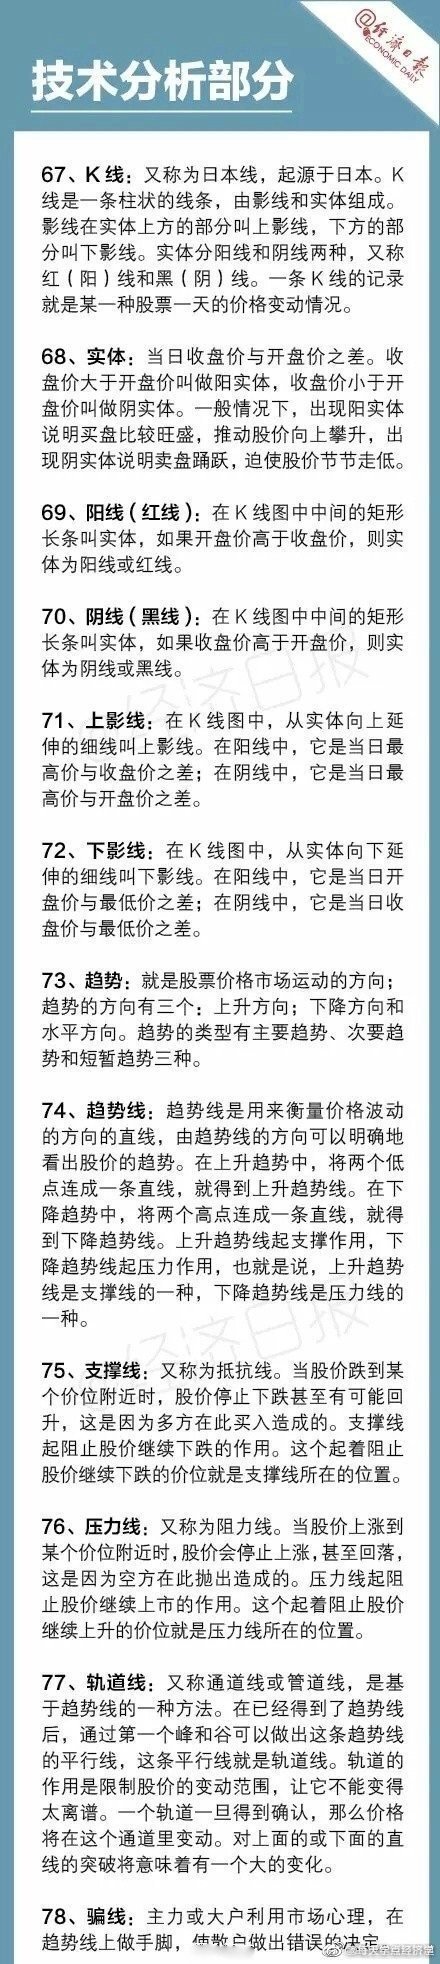 @经济日报
ECONOMIC DAILY
技术分析部分
67、K线：又称为日本线，起源于日本。K
线是一条柱状的线条，由影线和实体组成。
影线在实体上方的部分叫上影线，下方的部
分叫下影线。实体分阳线和阴线两种，又称
红（阳）线和黑（阴）线。一条K线的记录
就是某一种股票一天的价格变动情况。
68、实体：当日收盘价与开盘价之差。收
盘价大于开盘价叫做阳实体，收盘价小于开
盘价叫做阴实体。一般情况下，出现阳实体
说明买盘比较旺盛，推动股价向上攀升，出
现阴实体说明卖盘踊跃，迫使股价节节走低。
69、阳线（红线）：在K线图中中间的矩形
长条叫实体，如果开盘价高于收盘价，则实
体为阳线或红线。
70、阴线（黑线）：在K线图中中间的矩形
长条叫实体，如果收盘价高于开盘价，则实
体为阴线或黑线。
71、上影线：在K线图中，从实体向上延
伸的细线叫上影线。在阳线中，它是当日最
高价与收盘价之差；在阴线中，它是当日最
高价与开盘价之差。
72、下影线：在K线图中，从实体向下延
伸的细线叫下影线。在阳线中，它是当日开
盘价与最低价之差；在阴线中，它是当日收
盘价与最低价之差。
73、趋势：就是股票价格市场运动的方向；
趋势的方向有三个：上升方向；下降方向和
水平方向。趋势的类型有主要趋势、次要趋
势和短暂趋势三种。
74、趋势线：趋势线是用来衡量价格波动
的方向的直线，由趋势线的方向可以明确地
看出股价的趋势。在上升趋势中，将两个低
点连成一条直线，就得到上升趋势线。在下
降趋势中，将两个高点连成一条直线，就得
到下降趋势线。上升趋势线起支撑作用，下
降趋势线起压力作用，也就是说，上升趋势
线是支撑线的一种，下降趋势线是压力线的
一种。
75、支撑线：又称为抵抗线。当股价跌到某
个价位附近时，股价停止下跌甚至有可能回
升，这是因为多方在此买入造成的。支撑线
起阻止股价继续下跌的作用。这个起着阻止
股价继续下跌的价位就是支撑线所在的位置。
76、压力线：又称为阻力线。当股价上涨到
某个价位附近时，股价会停止上涨，甚至回落，
这是因为空方在此抛出造成的。压力线起阻
止股价继续上市的作用。这个起着阻止股价
继续上升的价位就是压力线所在的位置。
77、轨道线：又称通道线或管道线，是基
于趋势线的一种方法。在已经得到了趋势线
后，通过第一个峰和谷可以做出这条趋势线
的平行线，这条平行线就是轨道线。轨道的
作用是限制股价的变动范围，让它不能变得
太离谱。一个轨道一旦得到确认，那么价格
将在这个通道里变动。对上面的或下面的直
线的突破将意味着有一个大的变化。
78、骗线：主力或大户利用市场心理，在
趋势线上做手脚，使散户做出错误的决定。